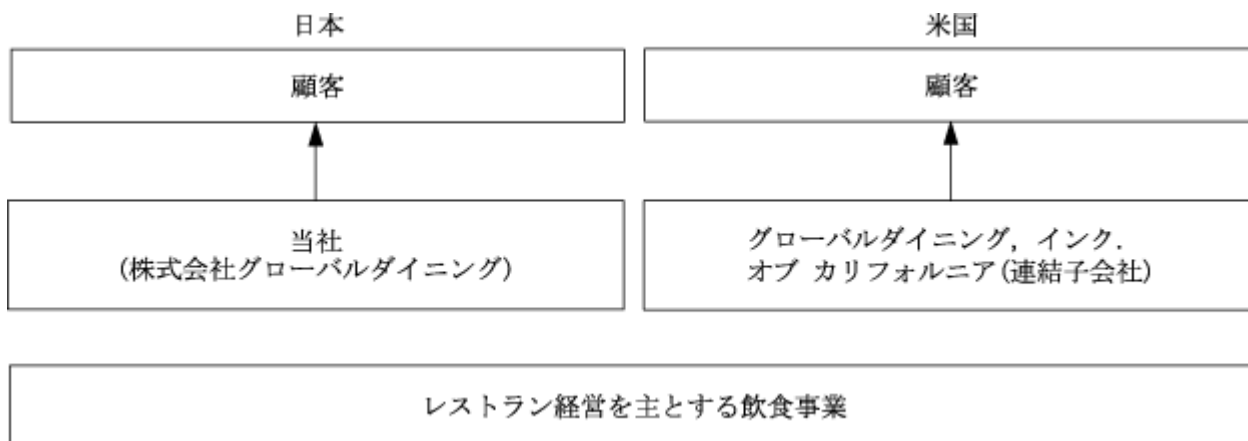 日本
米国
顧客
顧客
当社
(株式会社グローバルダイニング)
グローバルダイニング, インク.
オブ カリフォルニア(連結子会社)
レストラン経営を主とする飲食事業